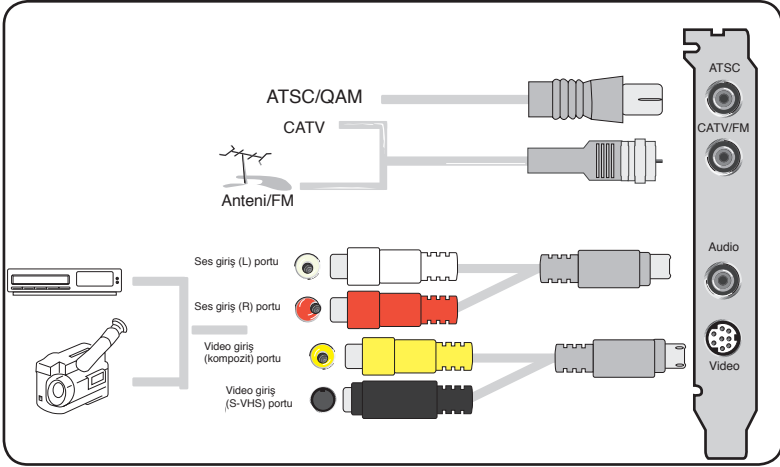 ATSC/QAM
CATV
Anteni/FM
Ses giriş (L) portu
Ses giriş (R) portu
Video giriş
(kompozit) portu
Video giriş
(S-VHS) portu
ATSC
CATV/FM
Audio
Video